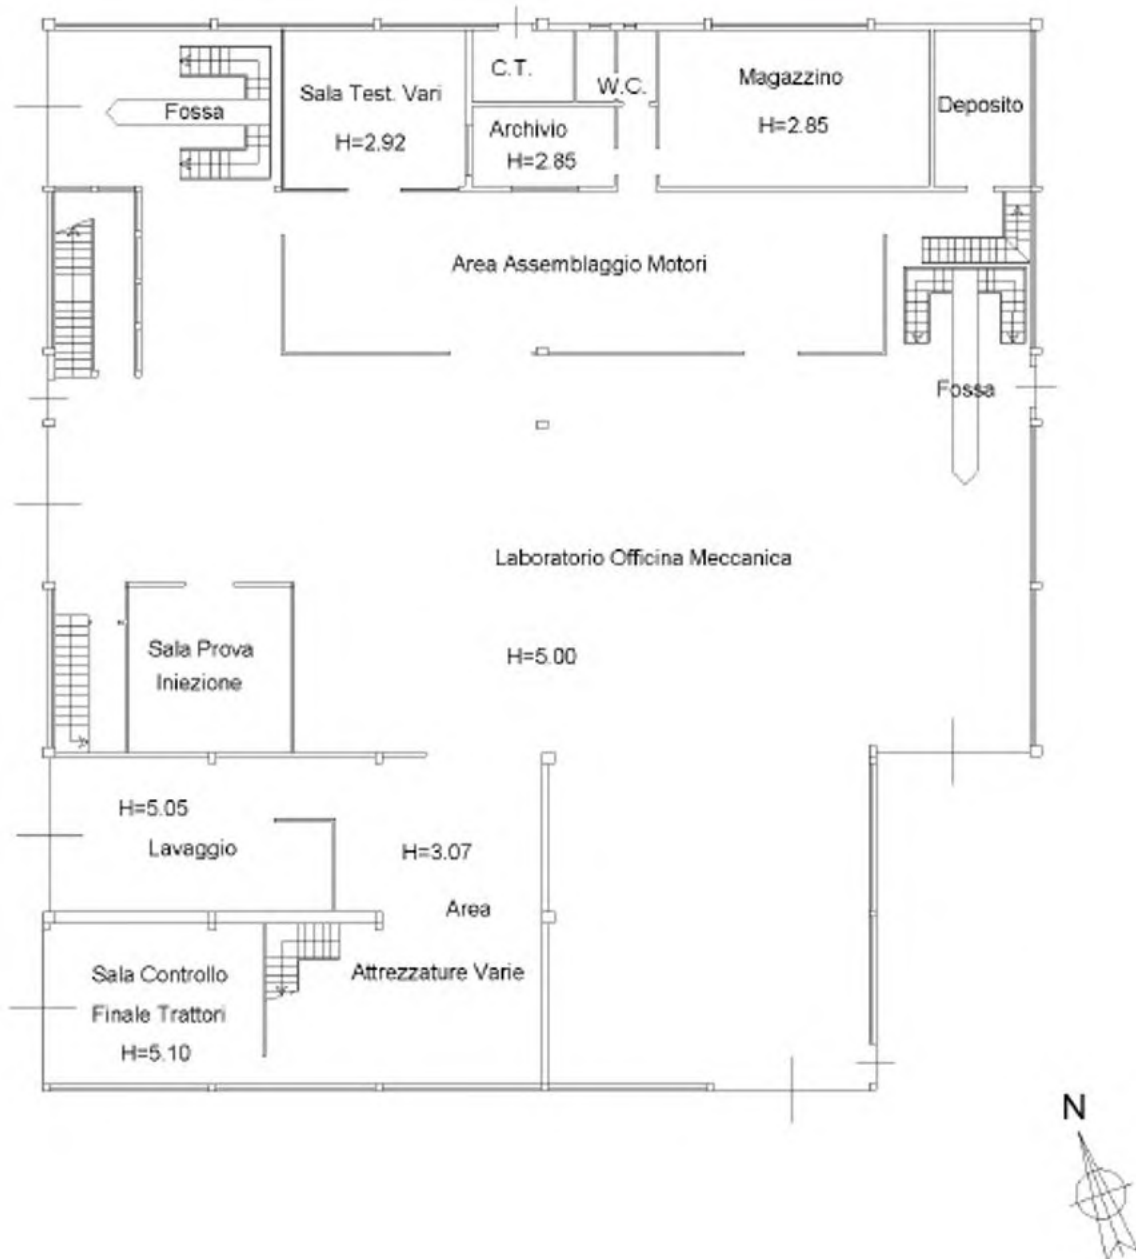 C.T.
Sala Test. Vari
W.C.
Magazzino
Deposito
Fossa
H=2.92
Archivio
H=2.85
H=2.85
Area Assemblaggio Motori
Fossa
Laboratorio Officina Meccanica
H=5.00
Sala Prova
Iniezione
H=5.05
Lavaggio
H=3.07
Area
Attrezzature Varie
Sala Controllo
Finale Trattori
H=5.10
N